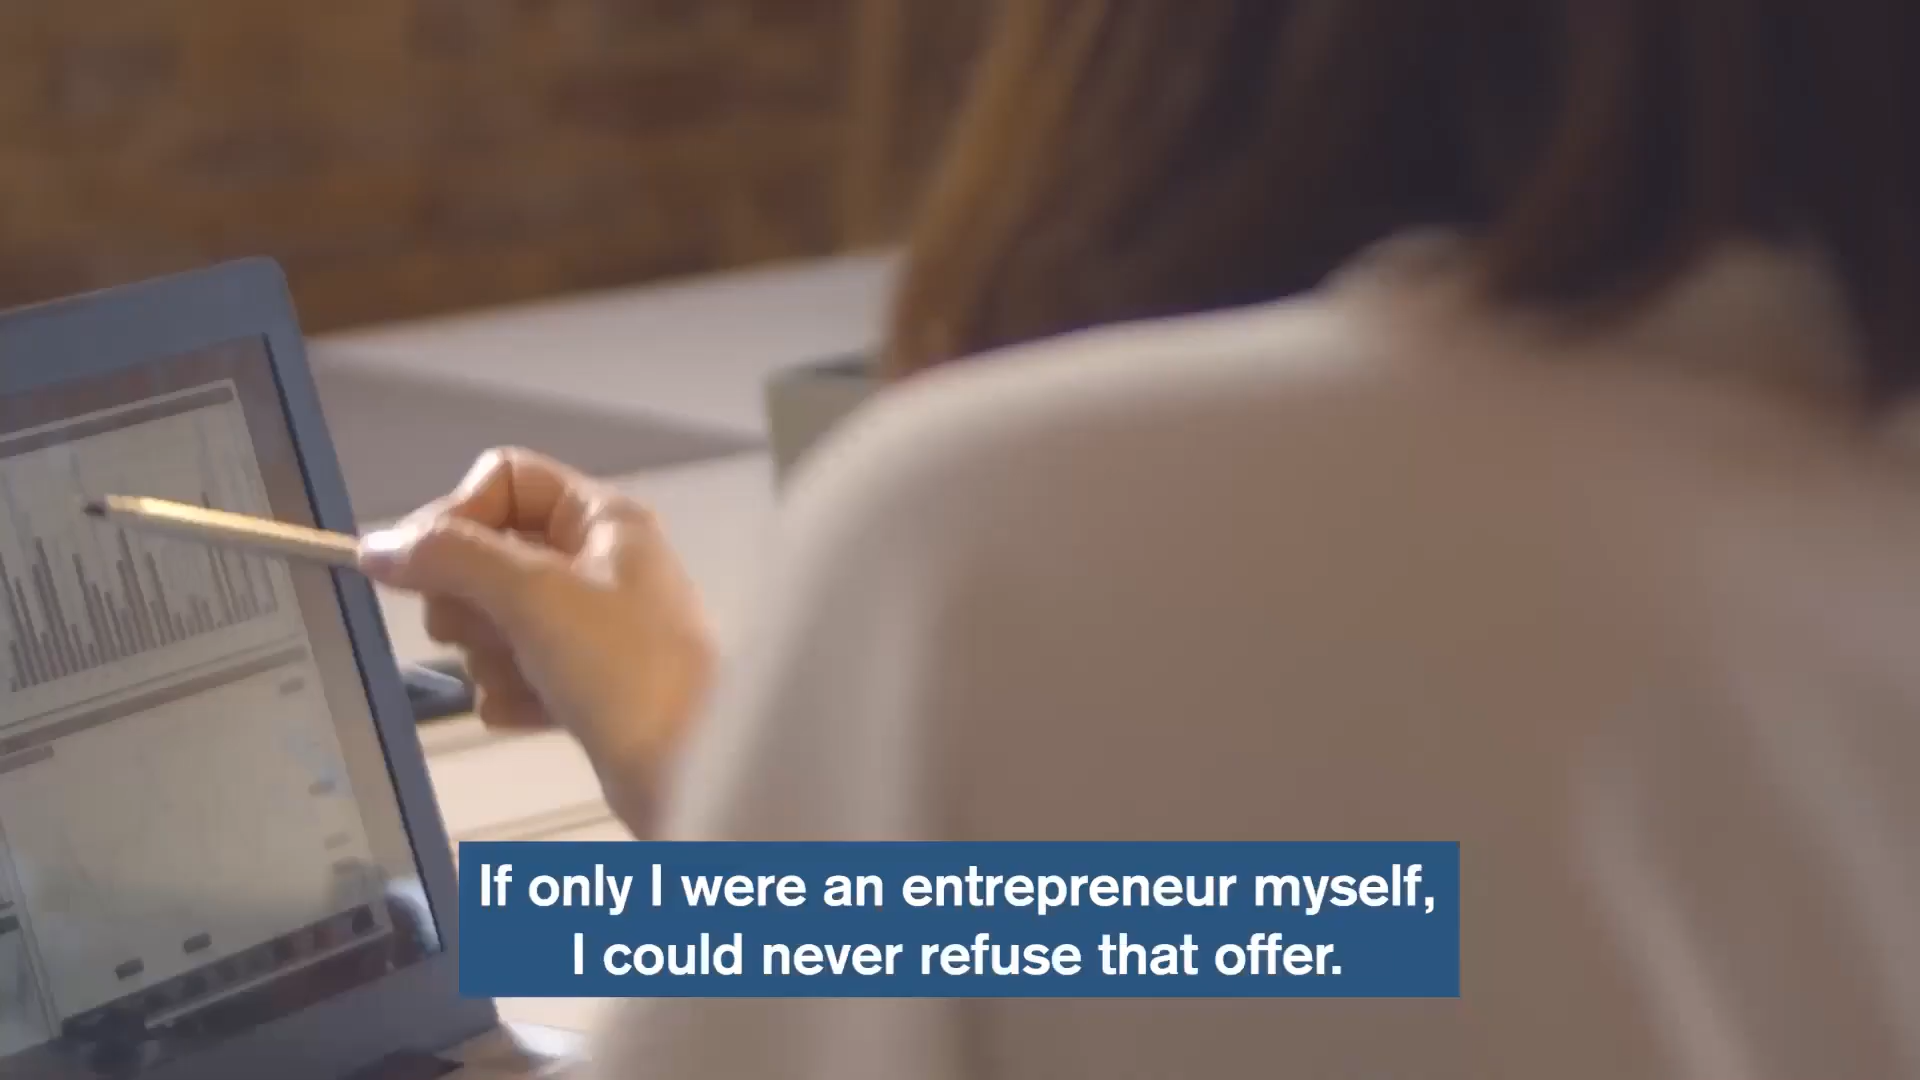 If only I were an entrepreneur myself,
I could never refuse that offer.